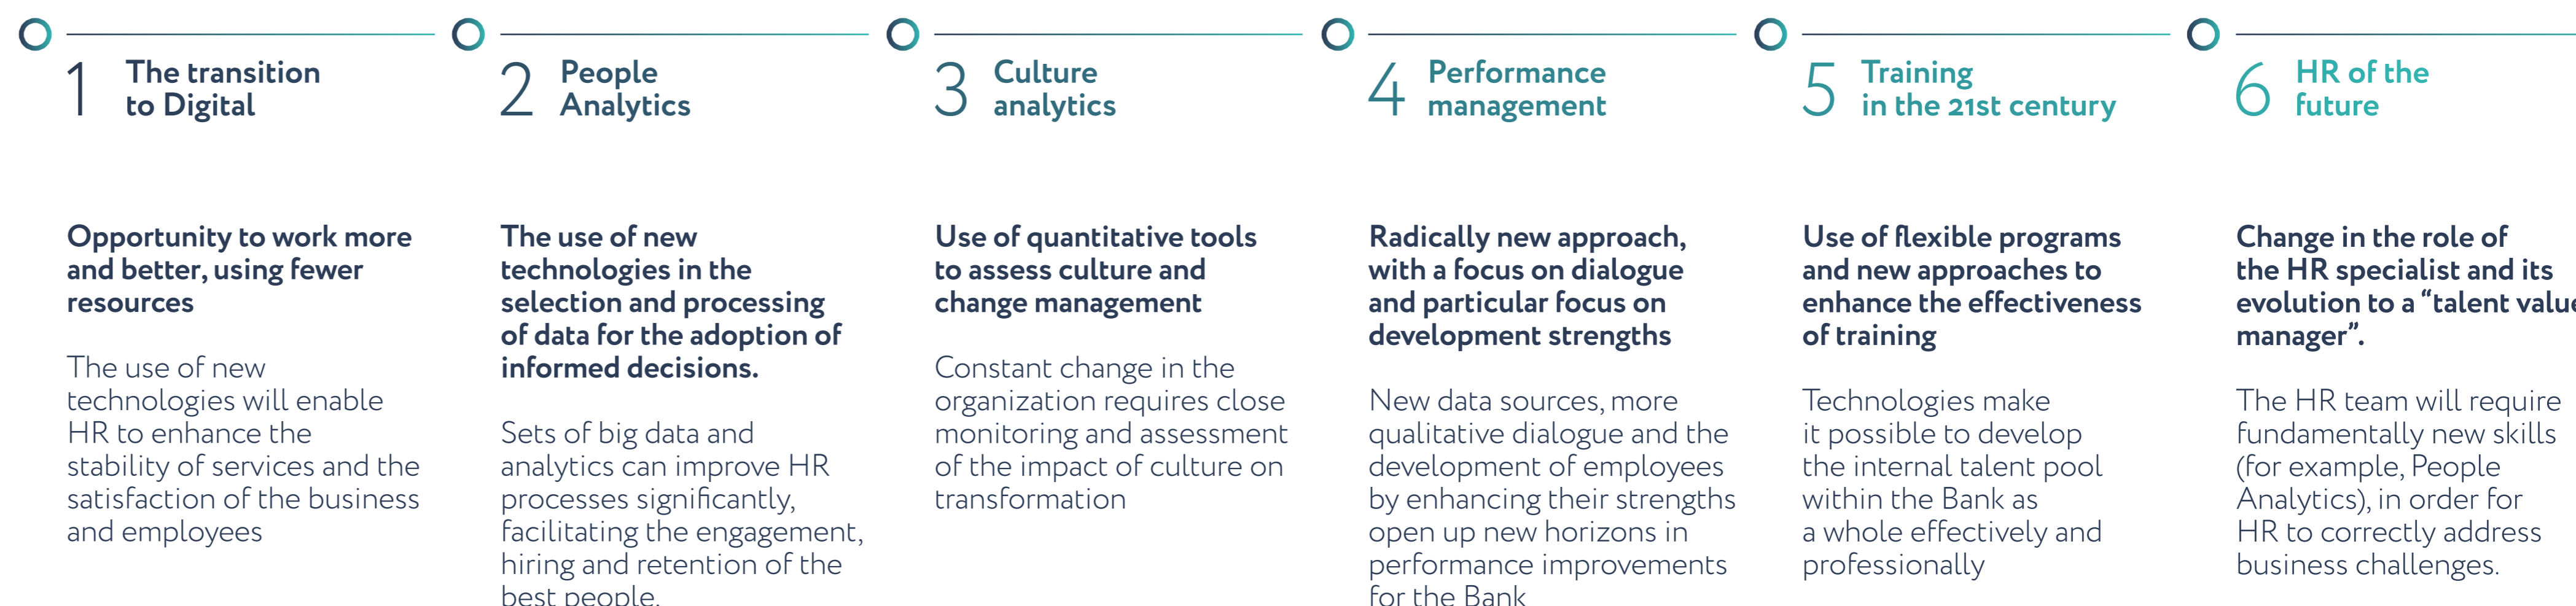 1
The transition
to Digital
Opportunity to work more
and better, using fewer
resources
The use of new
technologies will enable
HR to enhance the
stability of services and the
satisfaction of the business
and employees
2
People
Analytics
The use of new
technologies in the
selection and processing
of data for the adoption of
informed decisions.
Sets of big data and
analytics can improve HR
processes significantly,
facilitating the engagement,
hiring and retention of the
best people.
3
Culture
analytics
Use of quantitative tools
to assess culture and
change management
Constant change in the
organization requires close
monitoring and assessment
of the impact of culture on
transformation
4
Performance
management
Radically new approach,
with a focus on dialogue
and particular focus on
development strengths
New data sources, more
qualitative dialogue and the
development of employees
by enhancing their strengths
open up new horizons in
performance improvements
for the Bank
5
Training
in the 21st century
Use of flexible programs
and new approaches to
enhance the effectiveness
of training
Technologies make
it possible to develop
the internal talent pool
within the Bank as
a whole effectively and
professionally
6
HR of the
future
Change in the role of
the HR specialist and its
evolution to a “talent value
manager”.
The HR team will require
fundamentally new skills
(for example, People
Analytics), in order for
HR to correctly address
business challenges.